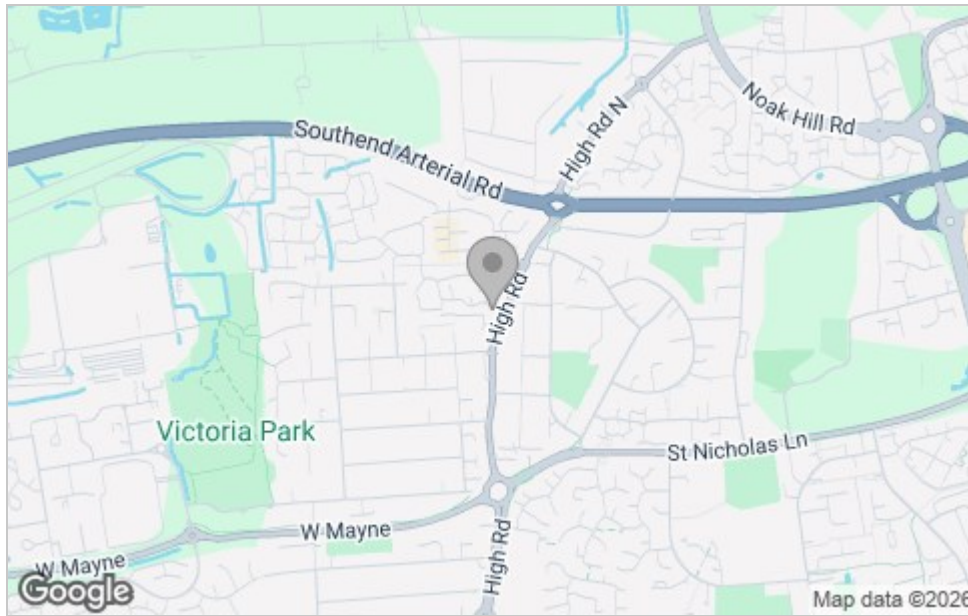 Noak Hill Rd
High Rd N
Southend Arterial Rd
High Rd
Victoria Park
St Nicholas Ln
W Mayne
High Rd
W Mayne
Google
Map data ©2026